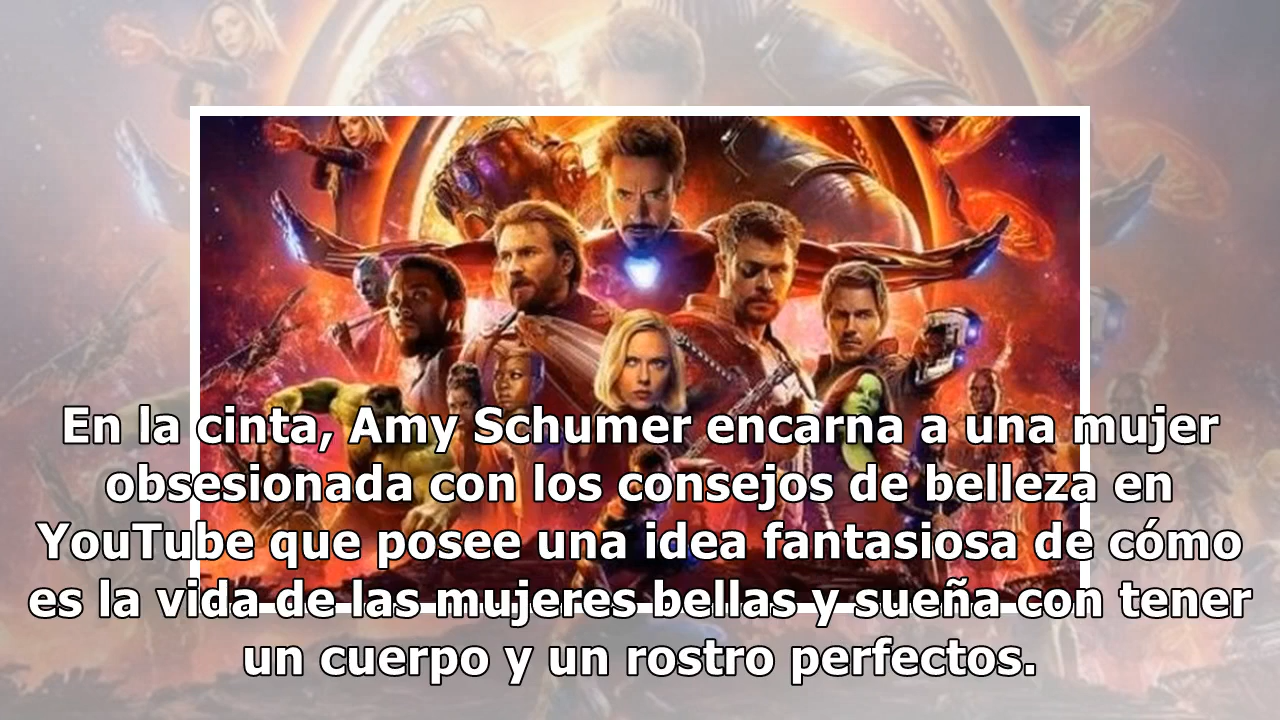 En la cinta, Amy Schumer encarna a una mujer
obsesionada con los consejos de belleza en
YouTube que posee una idea fantasiosa de cómo
es la vida de las mujeres bellas y sueña con tener
un cuerpo y un rostro perfectos.